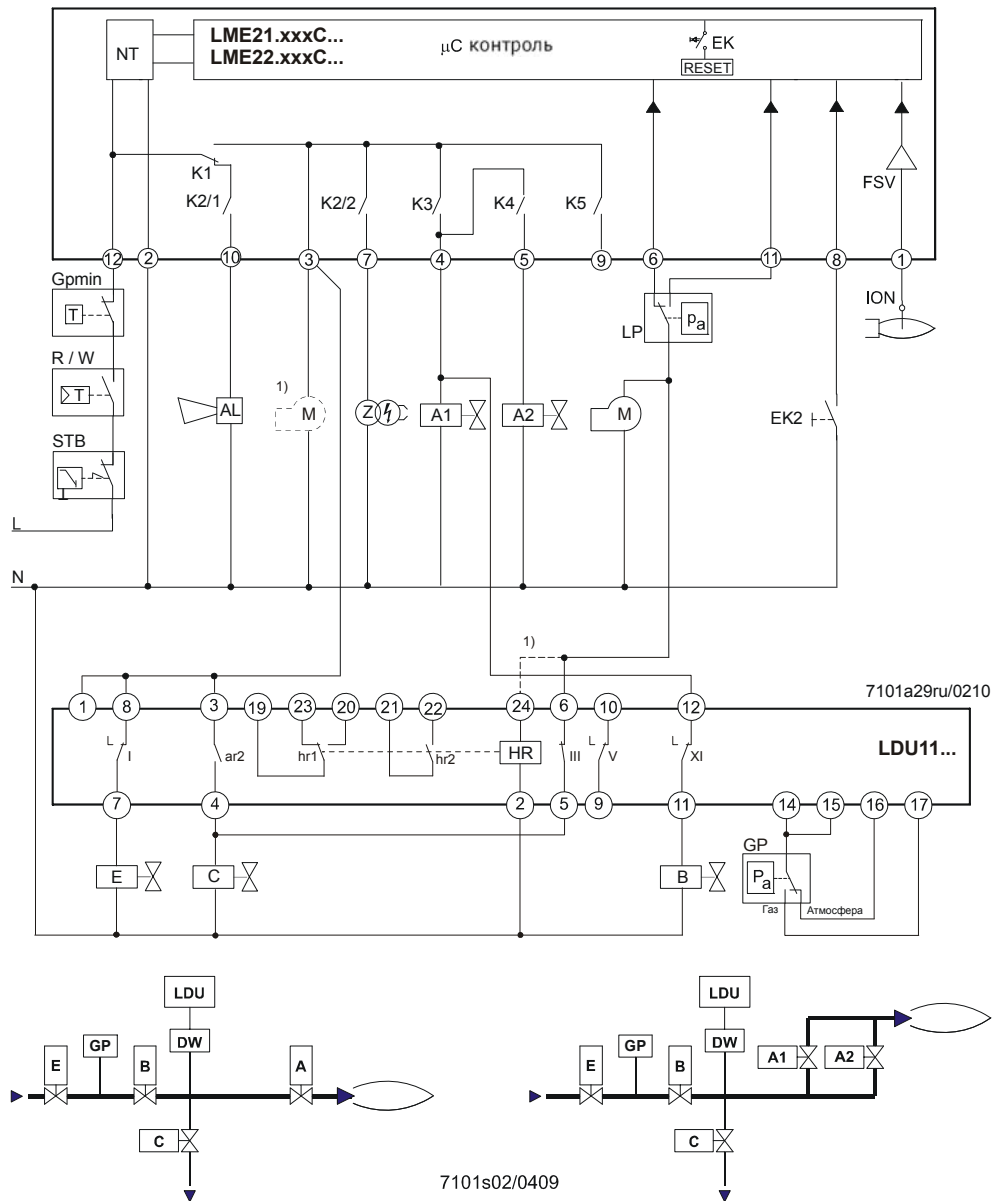 LME21.xxxC...
LME22.xxxC...
NT
µC контроль
EK
RESET
FSV
K1
K2/1
K2/2
K3
K4
K5
12
2
10
3
7
4
5
9
6
11
8
1
Gpmin
T
R / W
T
STB
L
N
AL
1)
M
Z
A1
A2
LP
Pa
M
EK2
ION
1)
7101a29ru/0210
1
8
3
19
23
20
21
22
24
6
10
12
L
I
ar2
hr1
hr2
HR
III
L
V
L
XI
LDU11...
7
4
2
5
9
11
14
15
16
17
E
C
B
GP
Pa
Газ
Атмосфера
LDU
DW
E
GP
B
A
C
LDU
DW
E
GP
B
A1
A2
C
7101s02/0409